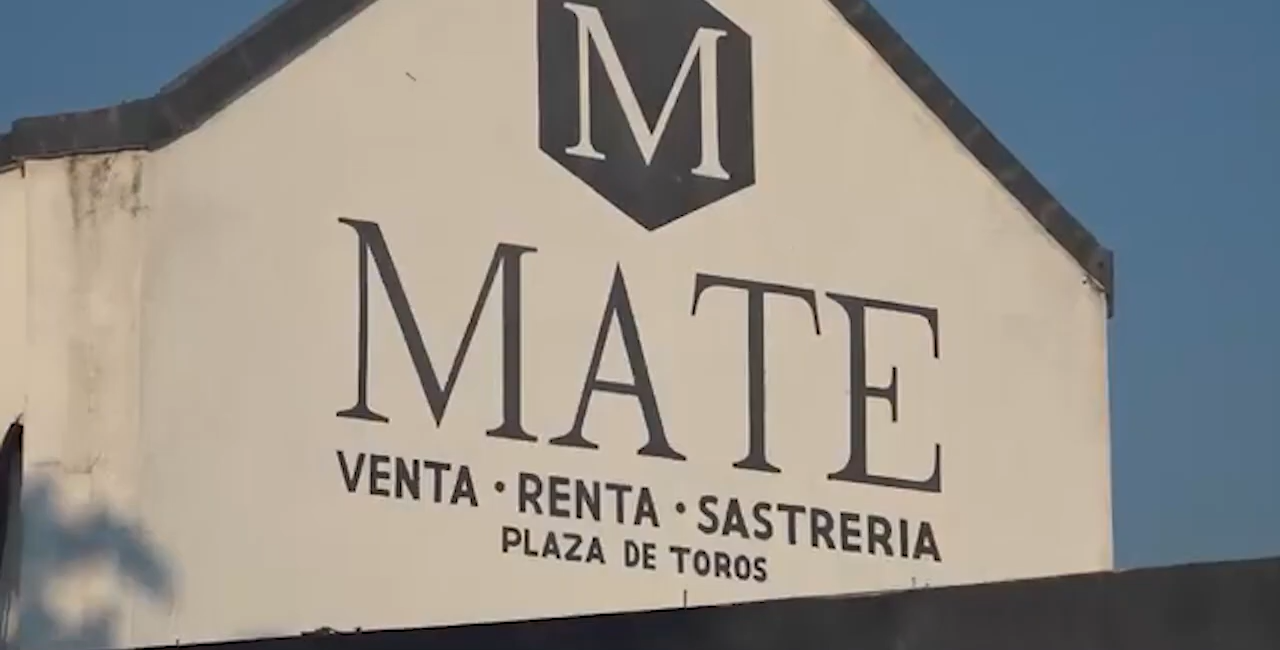 M
MATE
VENTA · RENTA · SASTRERIA
PLAZA DE TOROS